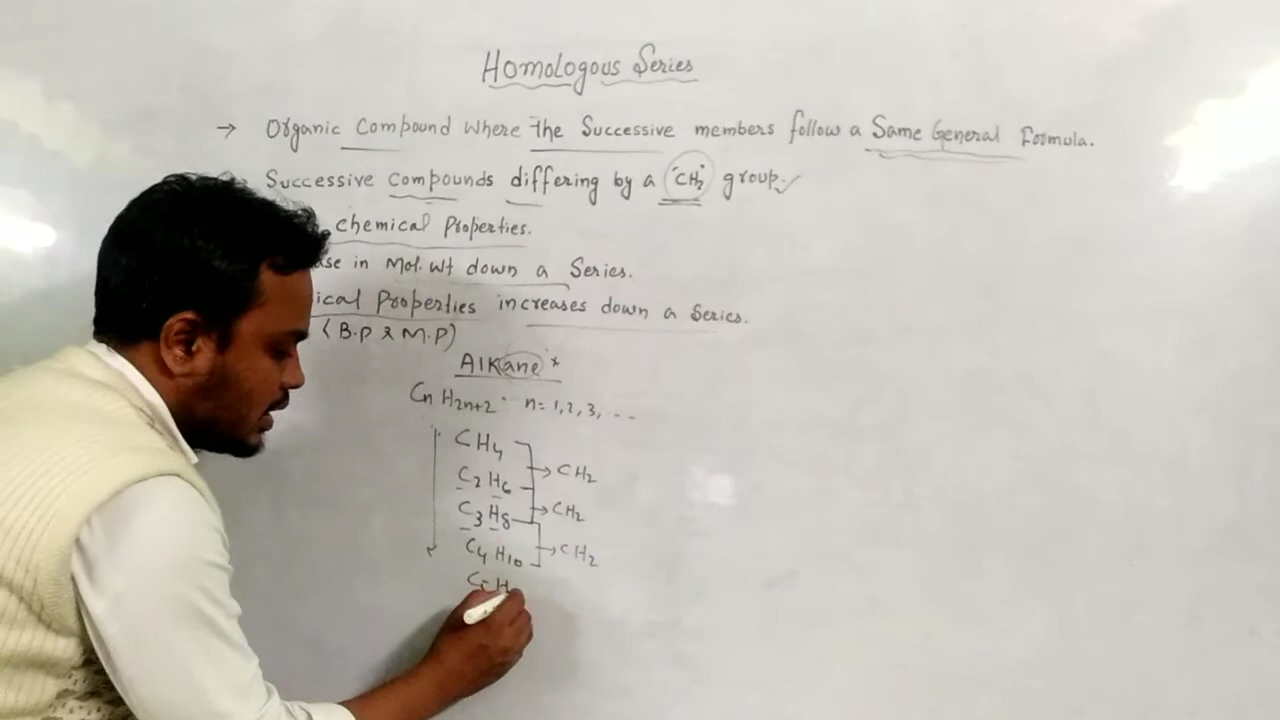 Homologous Series
→ Organic Compound Where the Successive members follow a Same General Formula.
Successive Compounds differing by a "CH2" group.
chemical Properties.
in Mol. wt down a Series.
Properties increases down a Series.
(B.P & M.P)
Alkane *
CnH2n+2 . n= 1, 2, 3, ...
CH4
→ CH2
C2H6
→ CH2
C3H8
→ CH2
C4H10